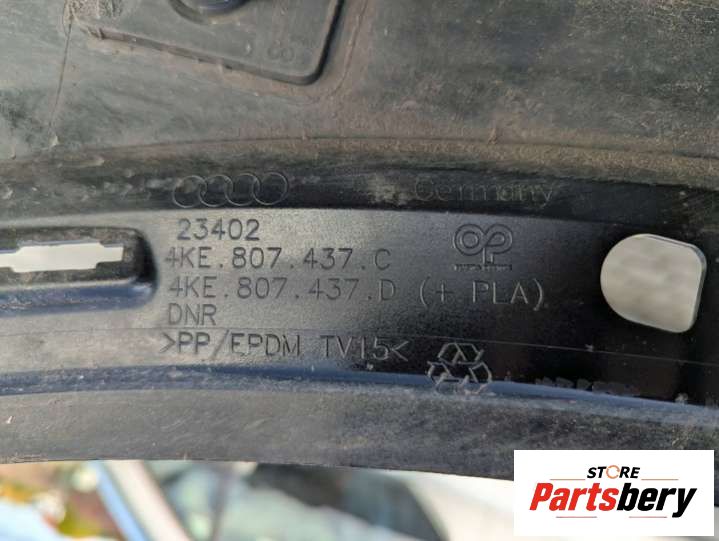 Germany
23402
4KE.807.437.C
4KE.807.437.D (+ PLA)
DNR
>PP/EPDM TV15<
STORE
Partsbery